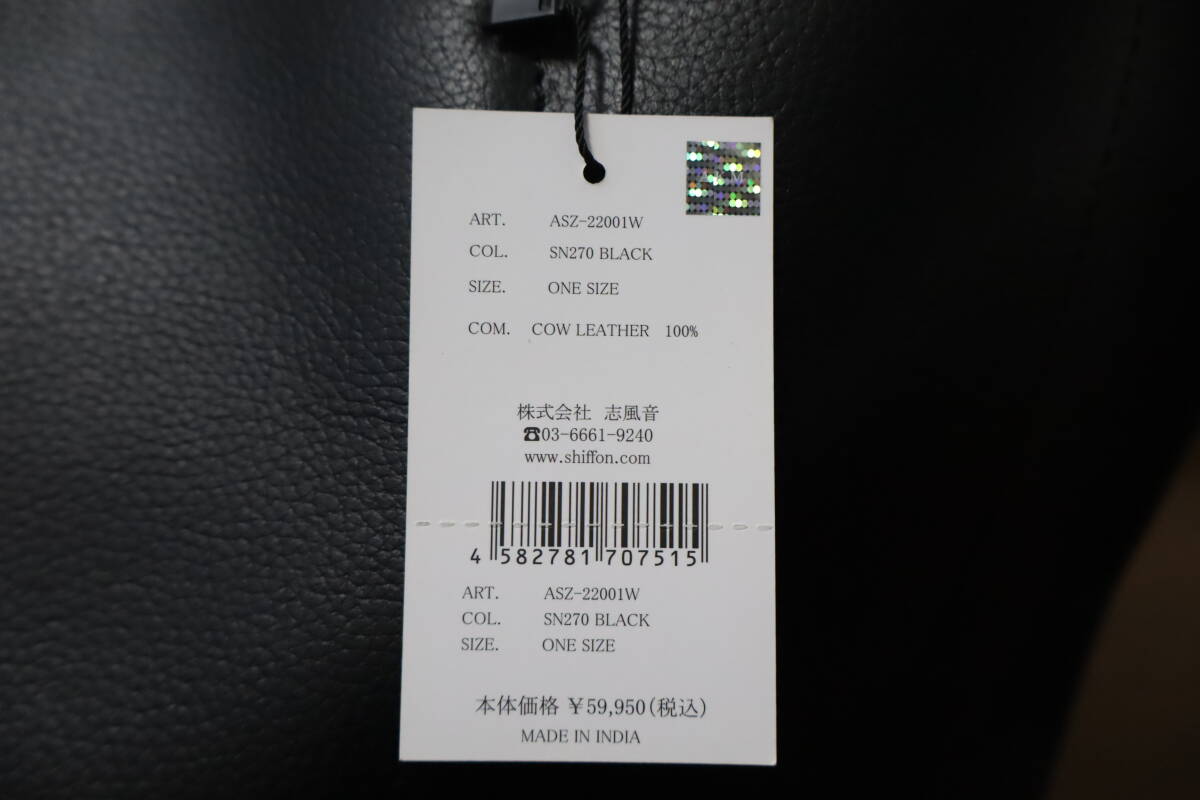 ART. ASZ-22001W
COL. SN270 BLACK
SIZE. ONE SIZE
COM. COW LEATHER 100%
株式会社 志風音
☎03-6661-9240
www.shiffon.com
4 582781 707515
ART. ASZ-22001W
COL. SN270 BLACK
SIZE. ONE SIZE
本体価格 ￥59,950(税込)
MADE IN INDIA